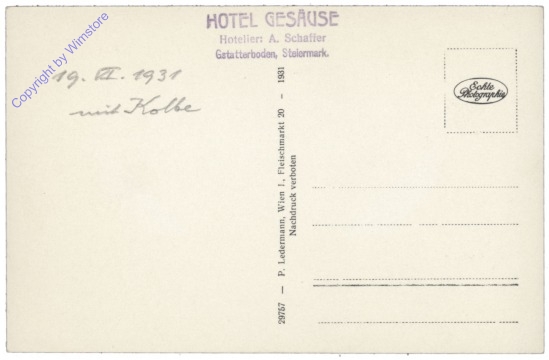 HOTEL GESÄUSE
Hotelier: A. Schaffer
Gstatterboden, Steiermark.
Copyright by Wimstore
19. VI. 1931
mit Kolbe
Echte
Photographie
29757 — P. Ledermann, Wien I., Fleischmarkt 20 - 1931
Nachdruck verboten